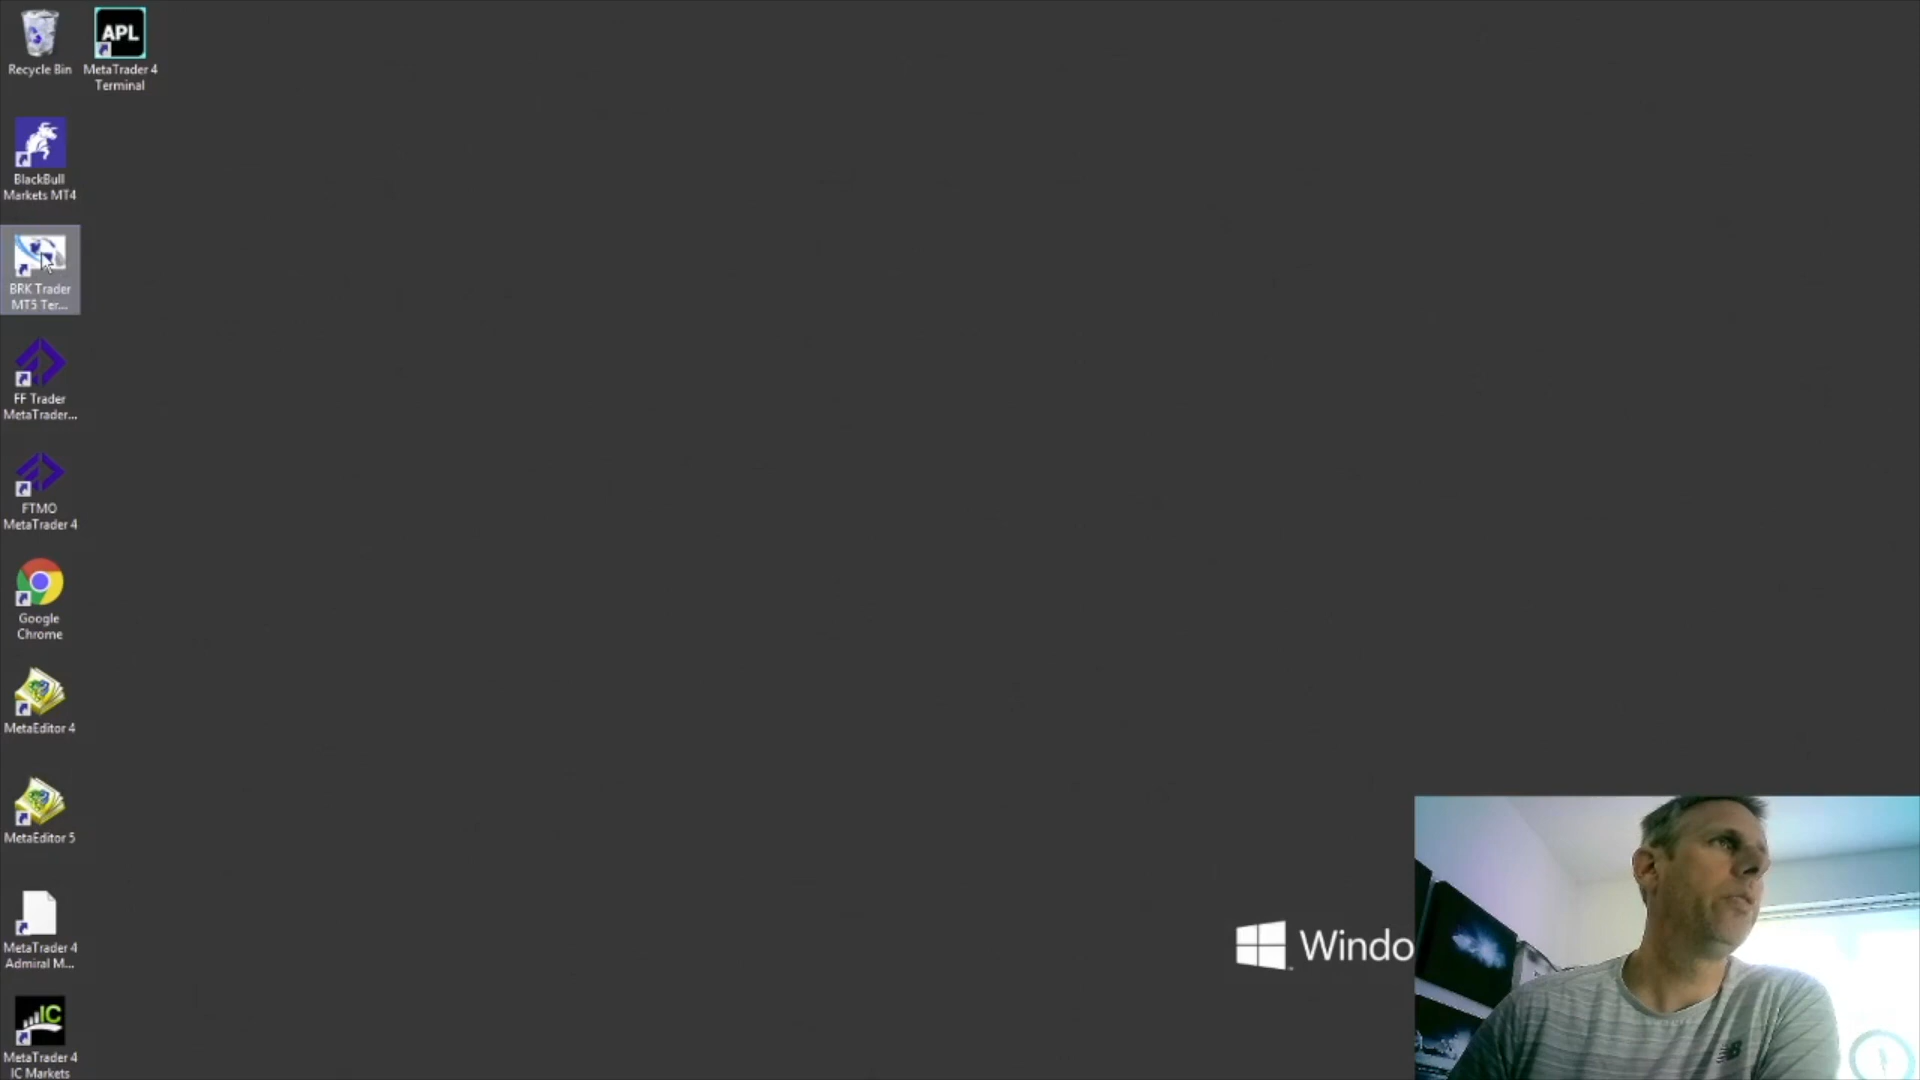 Recycle Bin
APL
MetaTrader 4
Terminal
BlackBull
Markets MT4
BRK Trader
MT5 Ter...
FF Trader
MetaTrader...
FTMO
MetaTrader 4
Google
Chrome
MetaEditor 4
MetaEditor 5
MetaTrader 4
Admiral M...
IC
MetaTrader 4
IC Markets
Windo